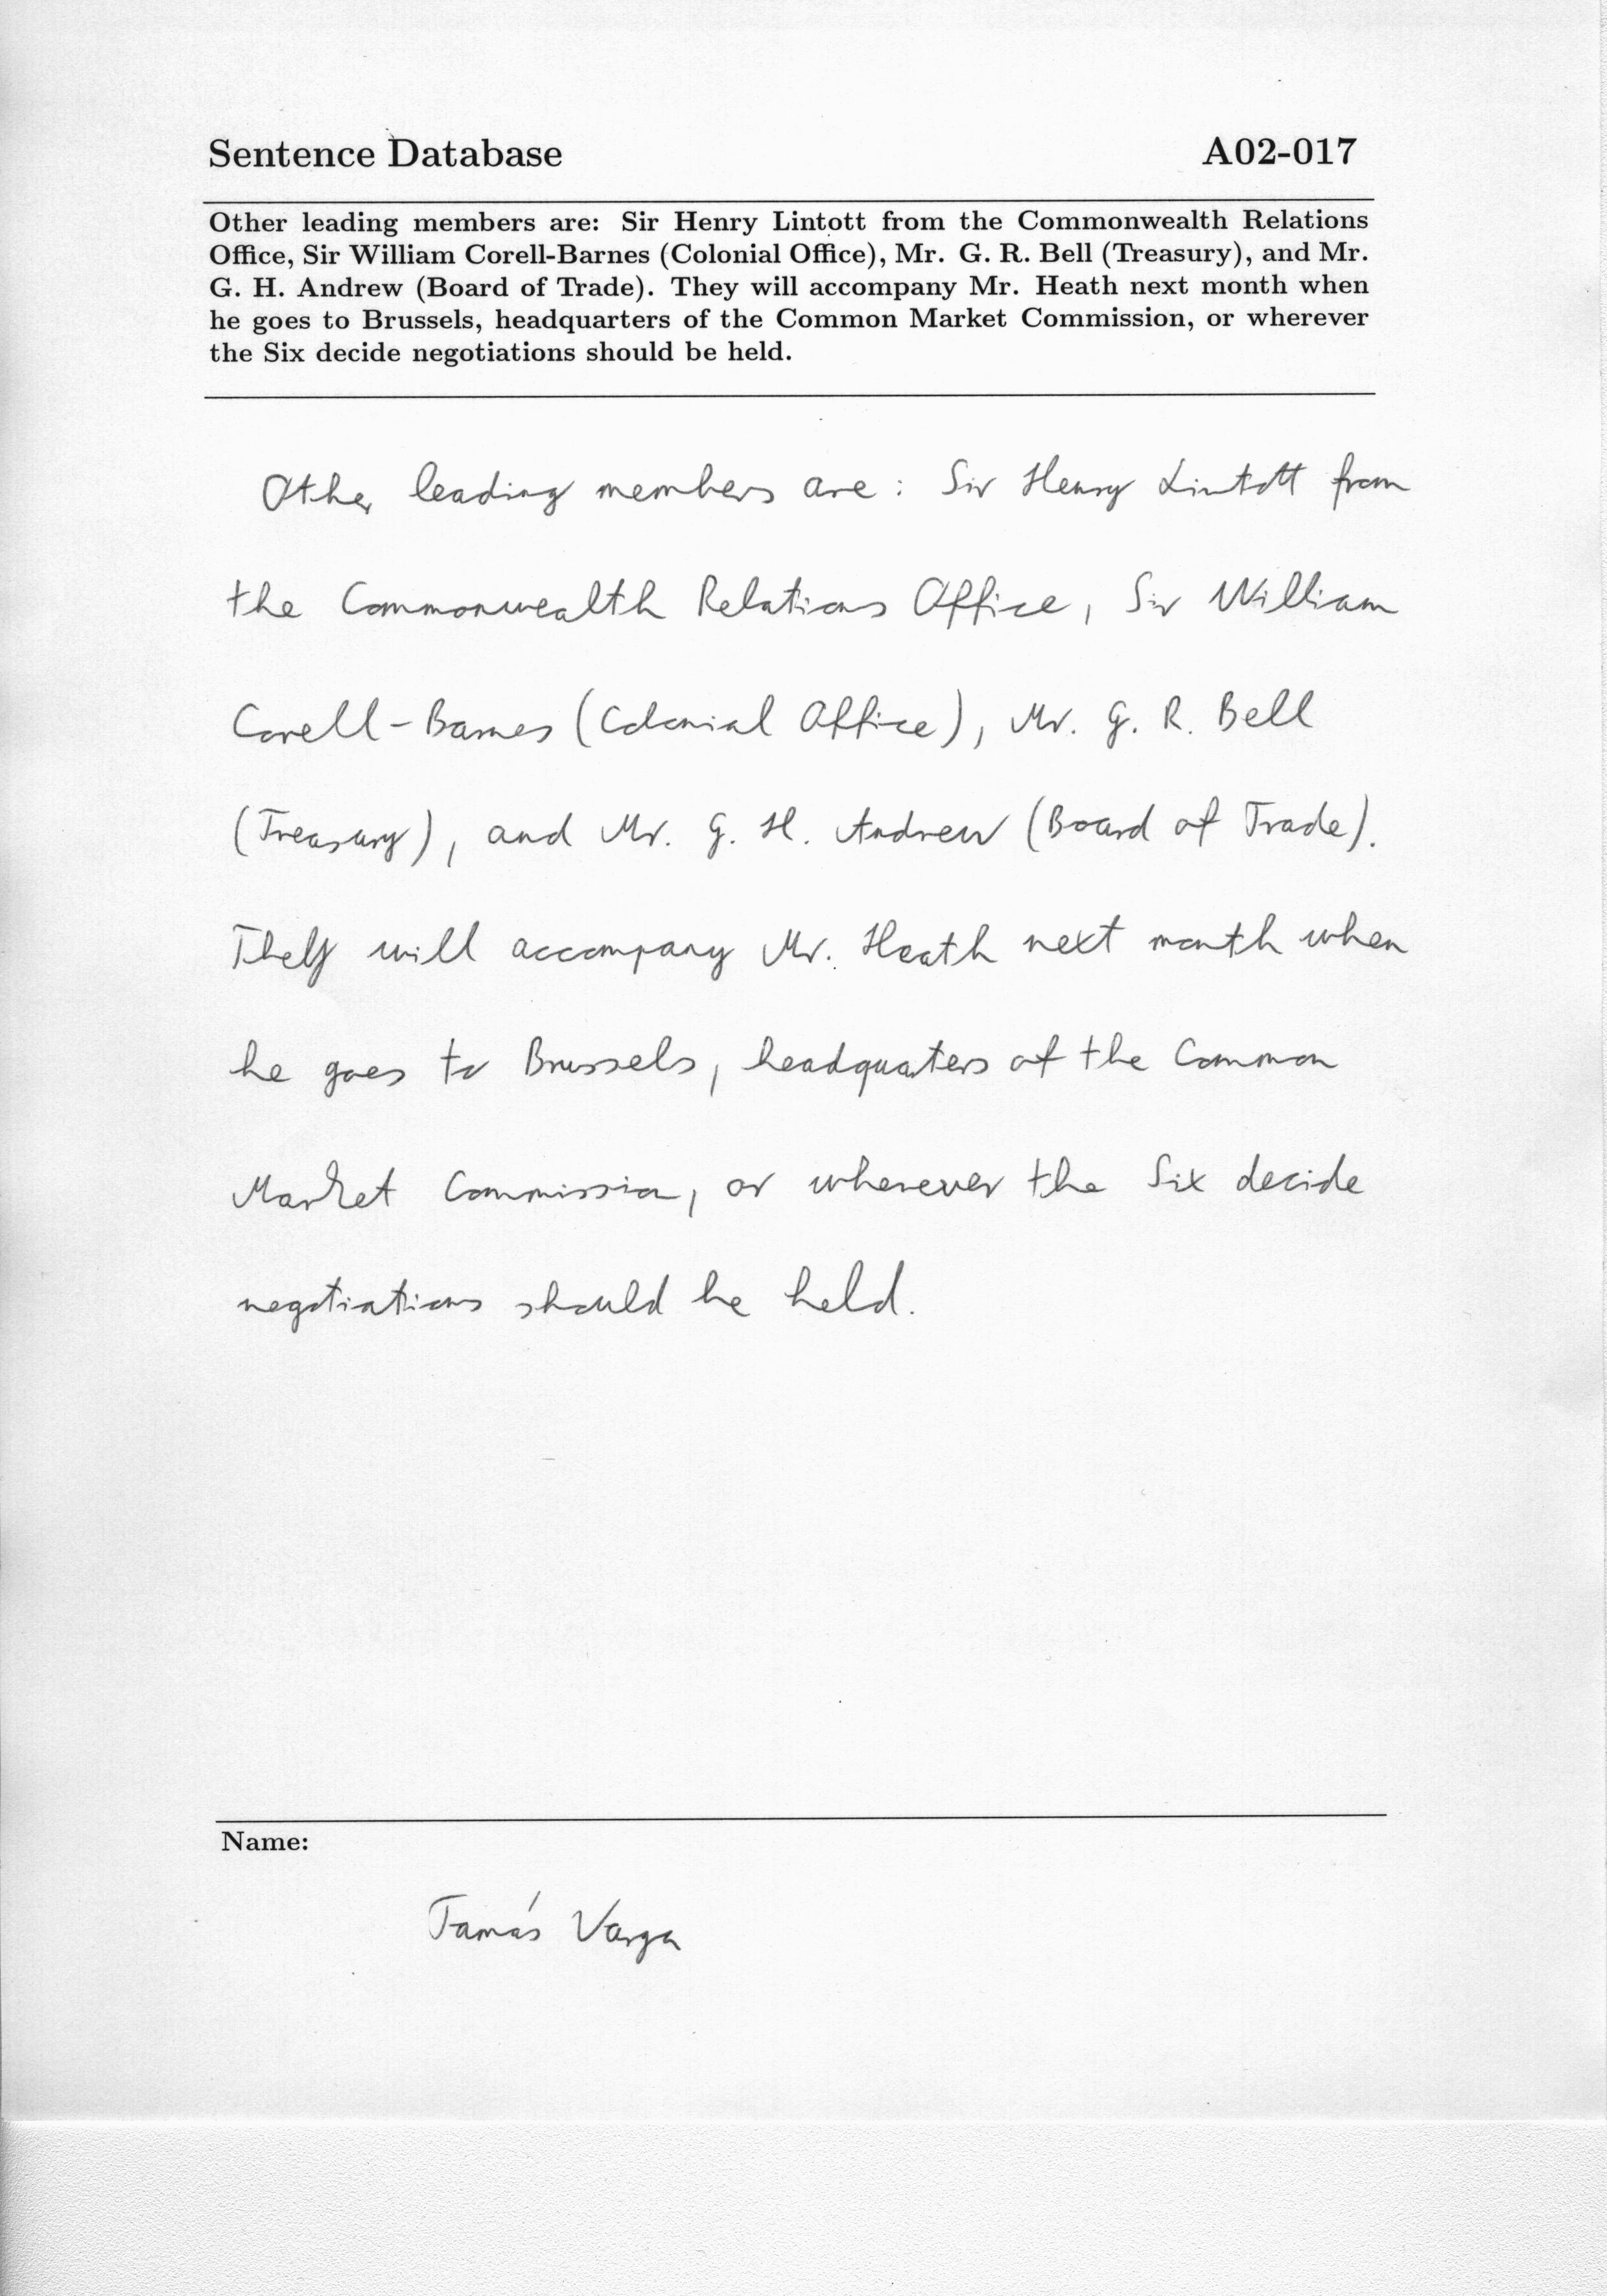 Sentence Database A02-017
Other leading members are: Sir Henry Lintott from the Commonwealth Relations
Office, Sir William Corell-Barnes (Colonial Office), Mr. G. R. Bell (Treasury), and Mr.
G. H. Andrew (Board of Trade). They will accompany Mr. Heath next month when
he goes to Brussels, headquarters of the Common Market Commission, or wherever
the Six decide negotiations should be held.
Other leading members are: Sir Henry Lintott from
the Commonwealth Relations Office, Sir William
Corell-Barnes (Colonial Office), Mr. G. R. Bell
(Treasury), and Mr. G. H. Andrew (Board of Trade).
They will accompany Mr. Heath next month when
he goes to Brussels, headquaters of the Common
Market Commission, or wherever the Six decide
negotiations should be held.
Name:
Tamás Varga